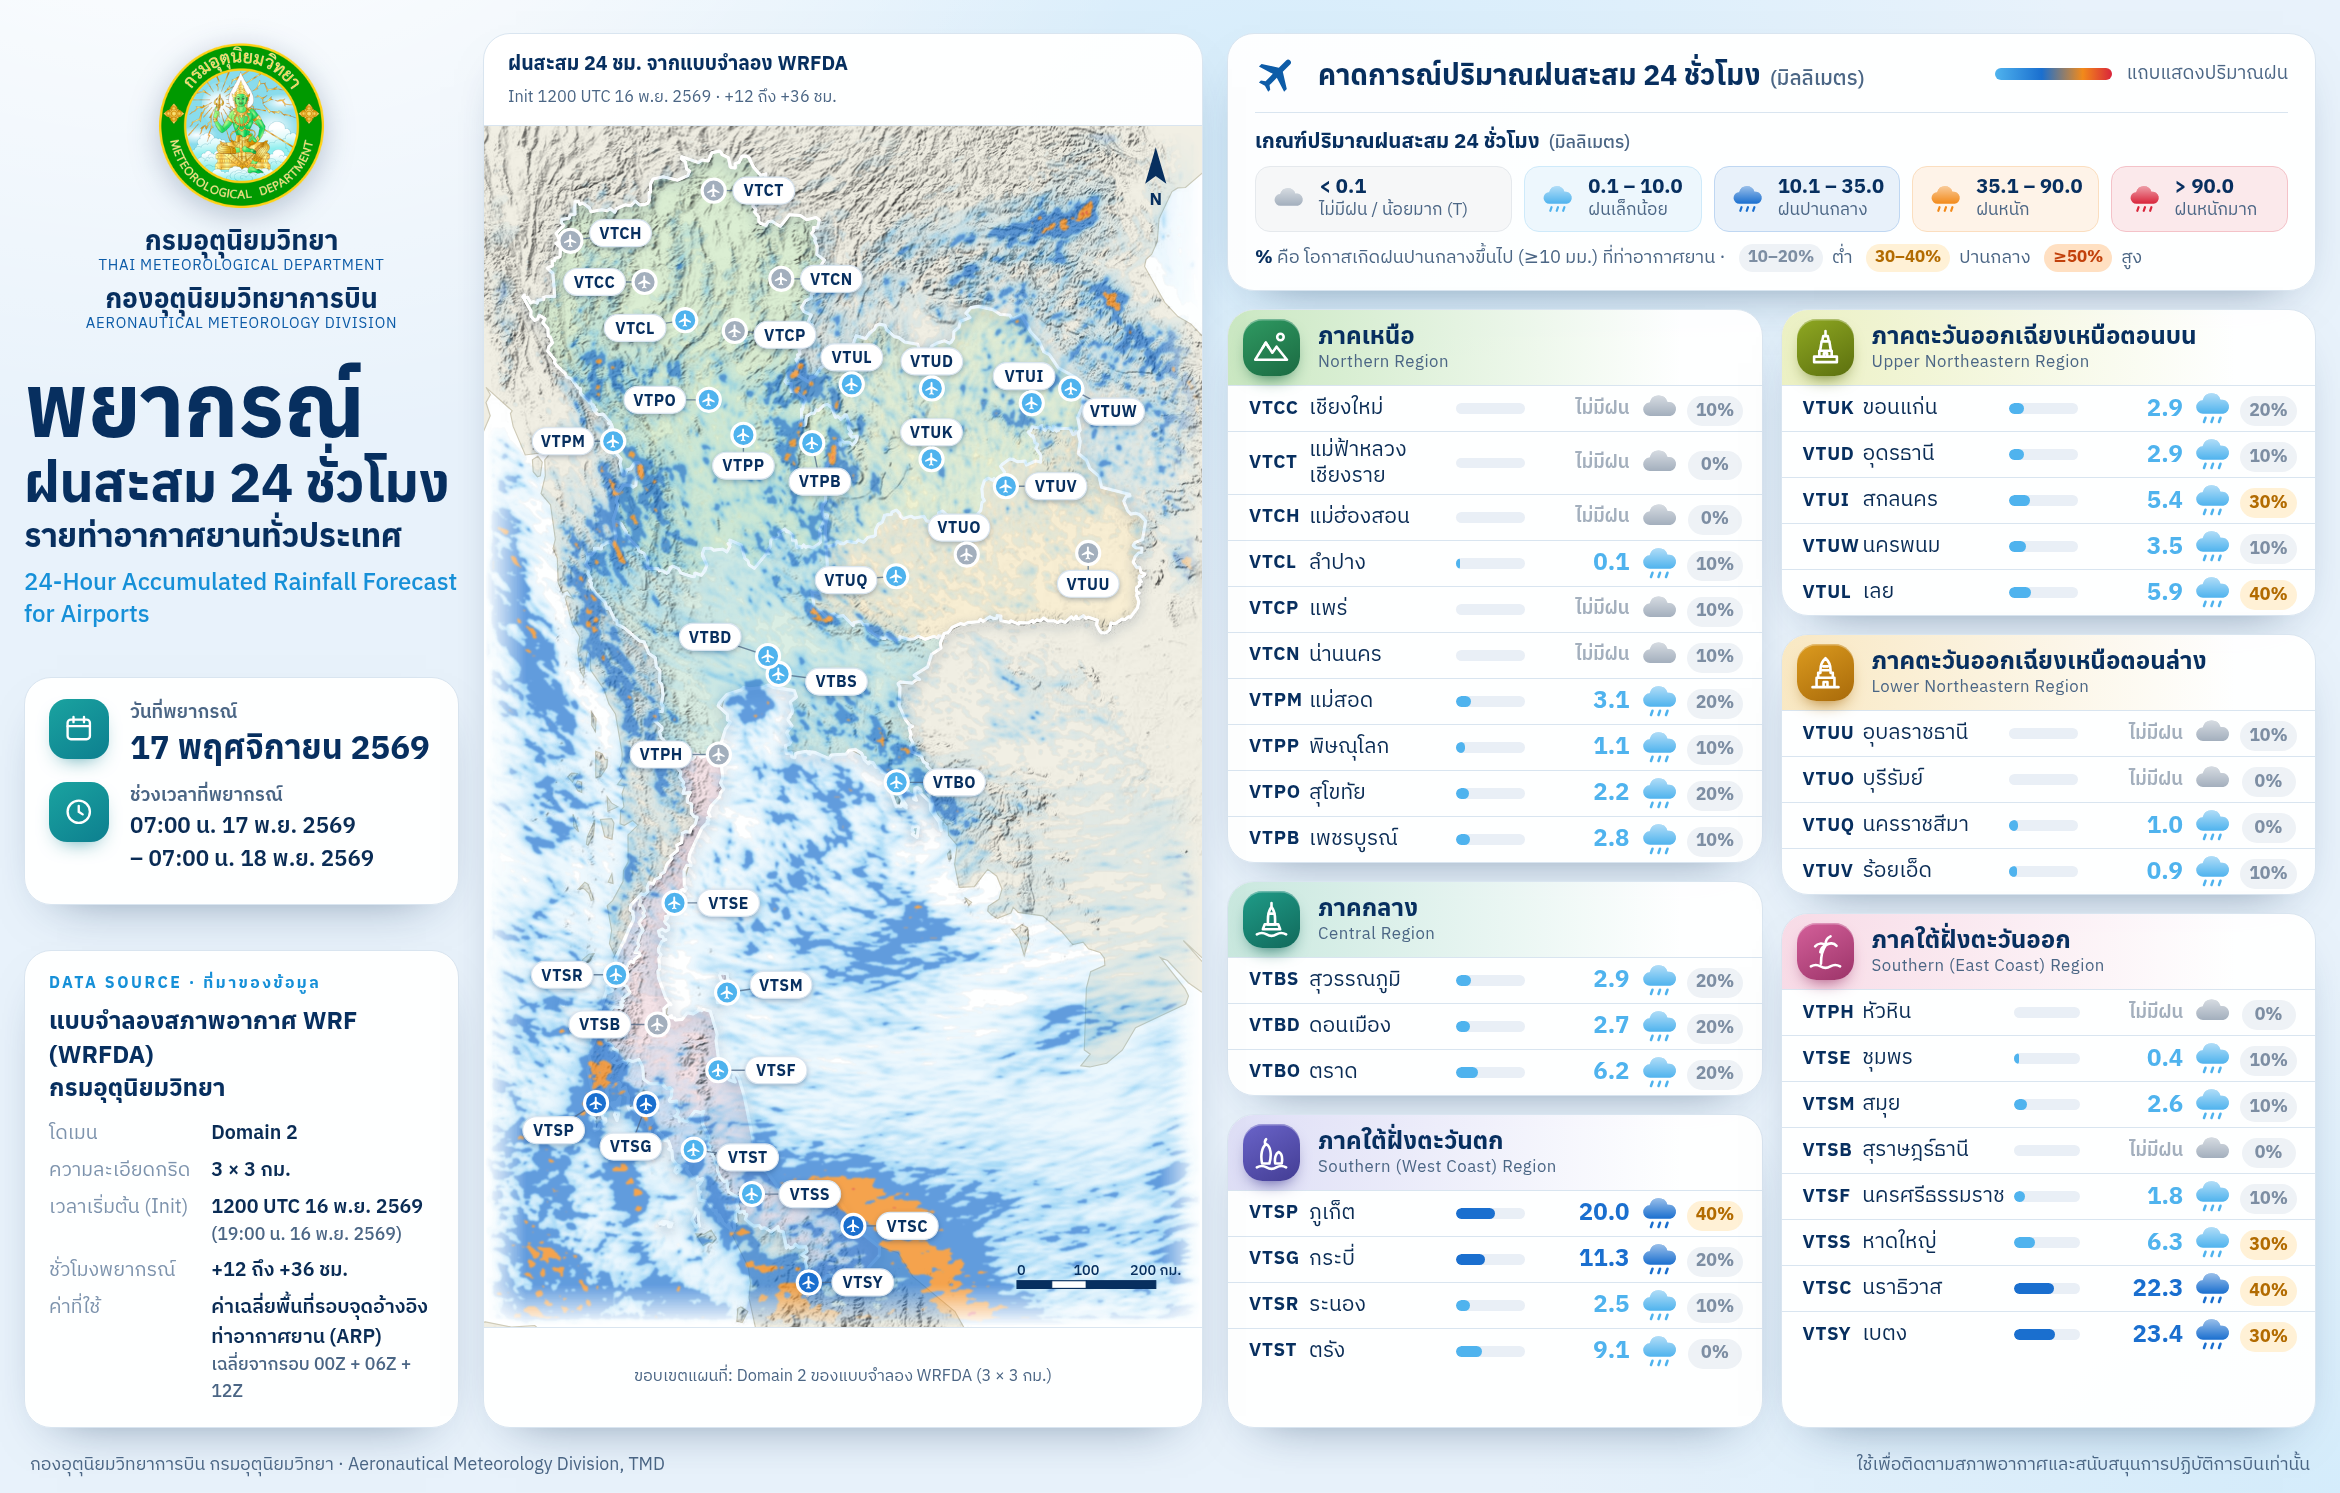 กรมอุตุนิยมวิทยา
METEOROLOGICAL DEPARTMENT
กรมอุตุนิยมวิทยา
THAI METEOROLOGICAL DEPARTMENT
กองอุตุนิยมวิทยาการบิน
AERONAUTICAL METEOROLOGY DIVISION
พยากรณ์
ฝนสะสม 24 ชั่วโมง
รายท่าอากาศยานทั่วประเทศ
24-Hour Accumulated Rainfall Forecast
for Airports
วันที่พยากรณ์
17 พฤศจิกายน 2569
ช่วงเวลาที่พยากรณ์
07:00 น. 17 พ.ย. 2569
– 07:00 น. 18 พ.ย. 2569
DATA SOURCE · ที่มาของข้อมูล
แบบจำลองสภาพอากาศ WRF
(WRFDA)
กรมอุตุนิยมวิทยา
โดเมน Domain 2
ความละเอียดกริด 3 × 3 กม.
เวลาเริ่มต้น (Init) 1200 UTC 16 พ.ย. 2569
(19:00 น. 16 พ.ย. 2569)
ชั่วโมงพยากรณ์ +12 ถึง +36 ชม.
ค่าที่ใช้ ค่าเฉลี่ยพื้นที่รอบจุดอ้างอิง
ท่าอากาศยาน (ARP)
เฉลี่ยจากรอบ 00Z + 06Z +
12Z
ฝนสะสม 24 ชม. จากแบบจำลอง WRFDA
Init 1200 UTC 16 พ.ย. 2569 · +12 ถึง +36 ชม.
N
VTCT
VTCH
VTCC
VTCN
VTCL
VTCP
VTUL
VTUD
VTUI
VTUW
VTPO
VTPM
VTUK
VTPP
VTPB
VTUV
VTUO
VTUQ
VTUU
VTBD
VTBS
VTPH
VTBO
VTSE
VTSR
VTSM
VTSB
VTSF
VTSP
VTSG
VTST
VTSS
VTSC
VTSY
0 100 200 กม.
ขอบเขตแผนที่: Domain 2 ของแบบจำลอง WRFDA (3 × 3 กม.)
คาดการณ์ปริมาณฝนสะสม 24 ชั่วโมง (มิลลิเมตร) แถบแสดงปริมาณฝน
เกณฑ์ปริมาณฝนสะสม 24 ชั่วโมง (มิลลิเมตร)
< 0.1
ไม่มีฝน / น้อยมาก (T)
0.1 – 10.0
ฝนเล็กน้อย
10.1 – 35.0
ฝนปานกลาง
35.1 – 90.0
ฝนหนัก
> 90.0
ฝนหนักมาก
% คือ โอกาสเกิดฝนปานกลางขึ้นไป (≥10 มม.) ที่ท่าอากาศยาน · 10–20% ต่ำ 30–40% ปานกลาง ≥50% สูง
ภาคเหนือ
Northern Region
VTCC เชียงใหม่ ไม่มีฝน 10%
VTCT แม่ฟ้าหลวง
เชียงราย ไม่มีฝน 0%
VTCH แม่ฮ่องสอน ไม่มีฝน 0%
VTCL ลำปาง 0.1 10%
VTCP แพร่ ไม่มีฝน 10%
VTCN น่านนคร ไม่มีฝน 10%
VTPM แม่สอด 3.1 20%
VTPP พิษณุโลก 1.1 10%
VTPO สุโขทัย 2.2 20%
VTPB เพชรบูรณ์ 2.8 10%
ภาคกลาง
Central Region
VTBS สุวรรณภูมิ 2.9 20%
VTBD ดอนเมือง 2.7 20%
VTBO ตราด 6.2 20%
ภาคใต้ฝั่งตะวันตก
Southern (West Coast) Region
VTSP ภูเก็ต 20.0 40%
VTSG กระบี่ 11.3 20%
VTSR ระนอง 2.5 10%
VTST ตรัง 9.1 0%
ภาคตะวันออกเฉียงเหนือตอนบน
Upper Northeastern Region
VTUK ขอนแก่น 2.9 20%
VTUD อุดรธานี 2.9 10%
VTUI สกลนคร 5.4 30%
VTUW นครพนม 3.5 10%
VTUL เลย 5.9 40%
ภาคตะวันออกเฉียงเหนือตอนล่าง
Lower Northeastern Region
VTUU อุบลราชธานี ไม่มีฝน 10%
VTUO บุรีรัมย์ ไม่มีฝน 0%
VTUQ นครราชสีมา 1.0 0%
VTUV ร้อยเอ็ด 0.9 10%
ภาคใต้ฝั่งตะวันออก
Southern (East Coast) Region
VTPH หัวหิน ไม่มีฝน 0%
VTSE ชุมพร 0.4 10%
VTSM สมุย 2.6 10%
VTSB สุราษฎร์ธานี ไม่มีฝน 0%
VTSF นครศรีธรรมราช 1.8 10%
VTSS หาดใหญ่ 6.3 30%
VTSC นราธิวาส 22.3 40%
VTSY เบตง 23.4 30%
กองอุตุนิยมวิทยาการบิน กรมอุตุนิยมวิทยา · Aeronautical Meteorology Division, TMD
ใช้เพื่อติดตามสภาพอากาศและสนับสนุนการปฏิบัติการบินเท่านั้น